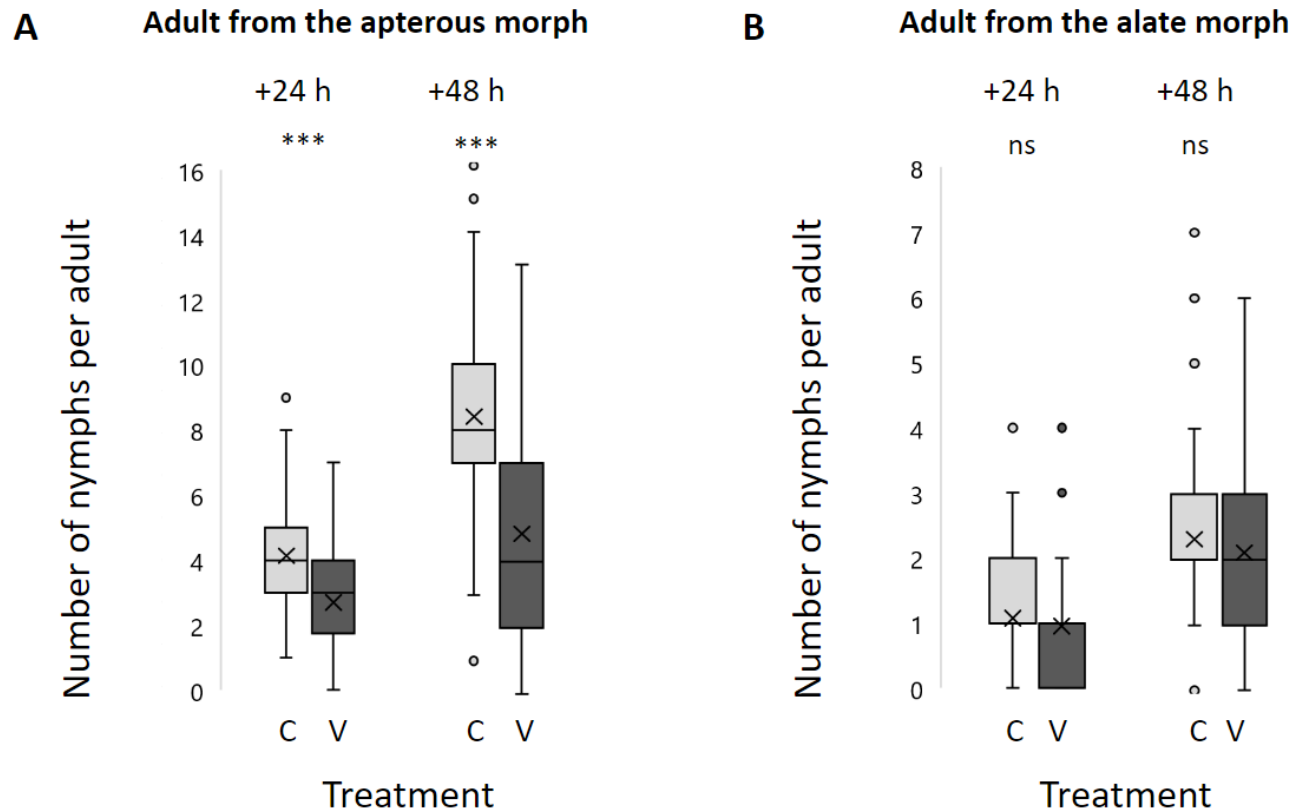 A
Adult from the apterous morph
+24 h
+48 h
***
***
16
14
12
10
8
6
4
2
0
Number of nymphs per adult
C
V
C
V
Treatment
B
Adult from the alate morph
+24 h
+48 h
ns
ns
8
7
6
5
4
3
2
1
0
Number of nymphs per adult
C
V
C
V
Treatment